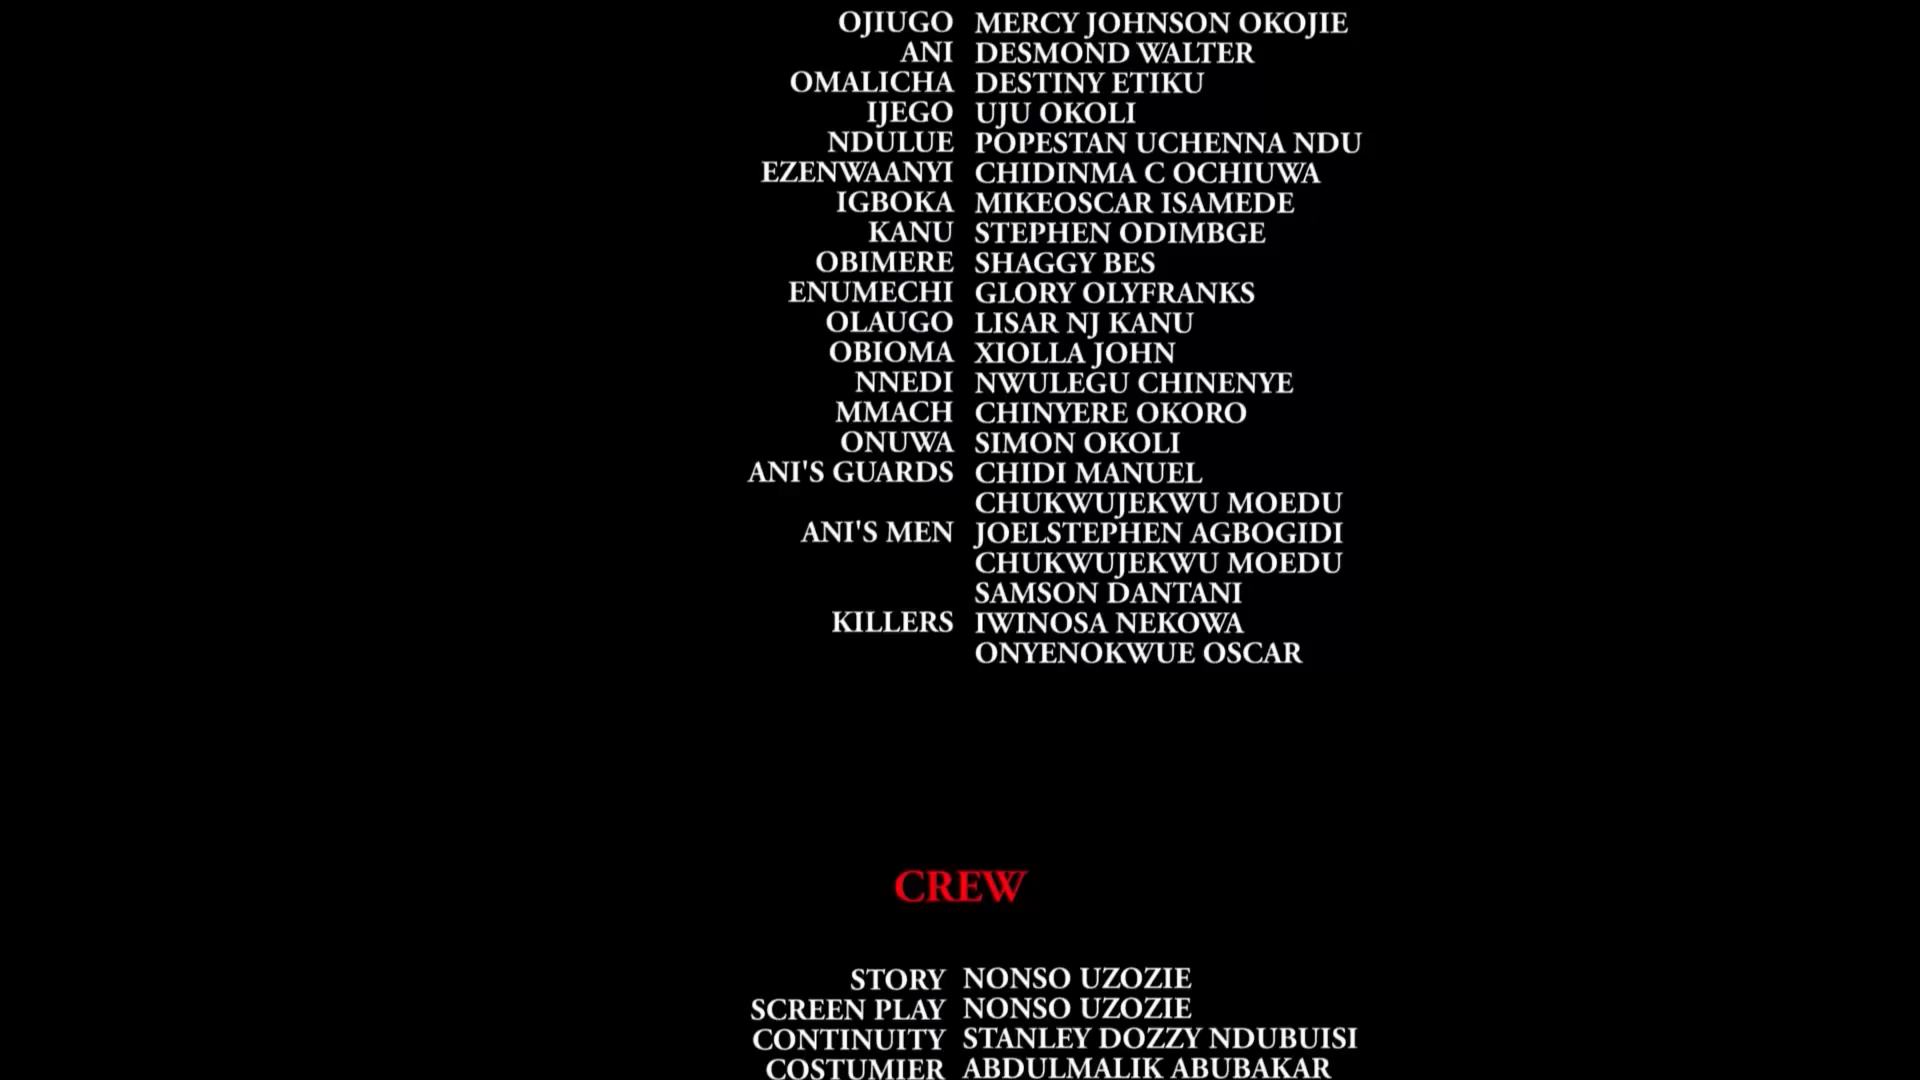 OJIUGO MERCY JOHNSON OKOJIE
ANI DESMOND WALTER
OMALICHA DESTINY ETIKU
IJEGO UJU OKOLI
NDULUE POPESTAN UCHENNA NDU
EZENWAANYI CHIDINMA C OCHIUWA
IGBOKA MIKEOSCAR ISAMEDE
KANU STEPHEN ODIMBGE
OBIMERE SHAGGY BES
ENUMECHI GLORY OLYFRANKS
OLAUGO LISAR NJ KANU
OBIOMA XIOLLA JOHN
NNEDI NWULEGU CHINENYE
MMACH CHINYERE OKORO
ONUWA SIMON OKOLI
ANI'S GUARDS CHIDI MANUEL
CHUKWUJEKWU MOEDU
ANI'S MEN JOELSTEPHEN AGBOGIDI
CHUKWUJEKWU MOEDU
SAMSON DANTANI
KILLERS IWINOSA NEKOWA
ONYENOKWUE OSCAR
CREW
STORY NONSO UZOZIE
SCREEN PLAY NONSO UZOZIE
CONTINUITY STANLEY DOZZY NDUBUISI
COSTUMIER ABDULMALIK ABUBAKAR